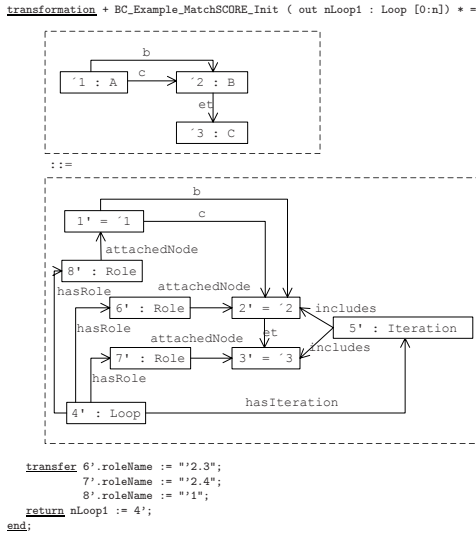 transformation + BC_Example_MatchSCORE_Init ( out nLoop1 : Loop [0:n]) * =
b
´1 : A
c
´2 : B
et
´3 : C
::=
b
1' = ´1
c
attachedNode
8' : Role
hasRole
attachedNode
6' : Role
2' = ´2
includes
hasRole
et
5' : Iteration
attachedNode
7' : Role
3' = ´3
includes
hasRole
hasIteration
4' : Loop
transfer 6’.roleName := "’2.3";
7’.roleName := "’2.4";
8’.roleName := "’1";
return nLoop1 := 4’;
end;